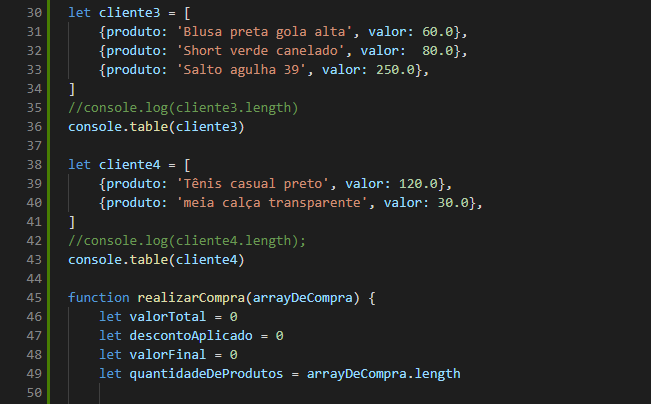 30 let cliente3 = [
31     {produto: 'Blusa preta gola alta', valor: 60.0},
32     {produto: 'Short verde canelado', valor:  80.0},
33     {produto: 'Salto agulha 39', valor: 250.0},
34 ]
35 //console.log(cliente3.length)
36 console.table(cliente3)
37
38 let cliente4 = [
39     {produto: 'Tênis casual preto', valor: 120.0},
40     {produto: 'meia calça transparente', valor: 30.0},
41 ]
42 //console.log(cliente4.length);
43 console.table(cliente4)
44
45 function realizarCompra(arrayDeCompra) {
46     let valorTotal = 0
47     let descontoAplicado = 0
48     let valorFinal = 0
49     let quantidadeDeProdutos = arrayDeCompra.length
50